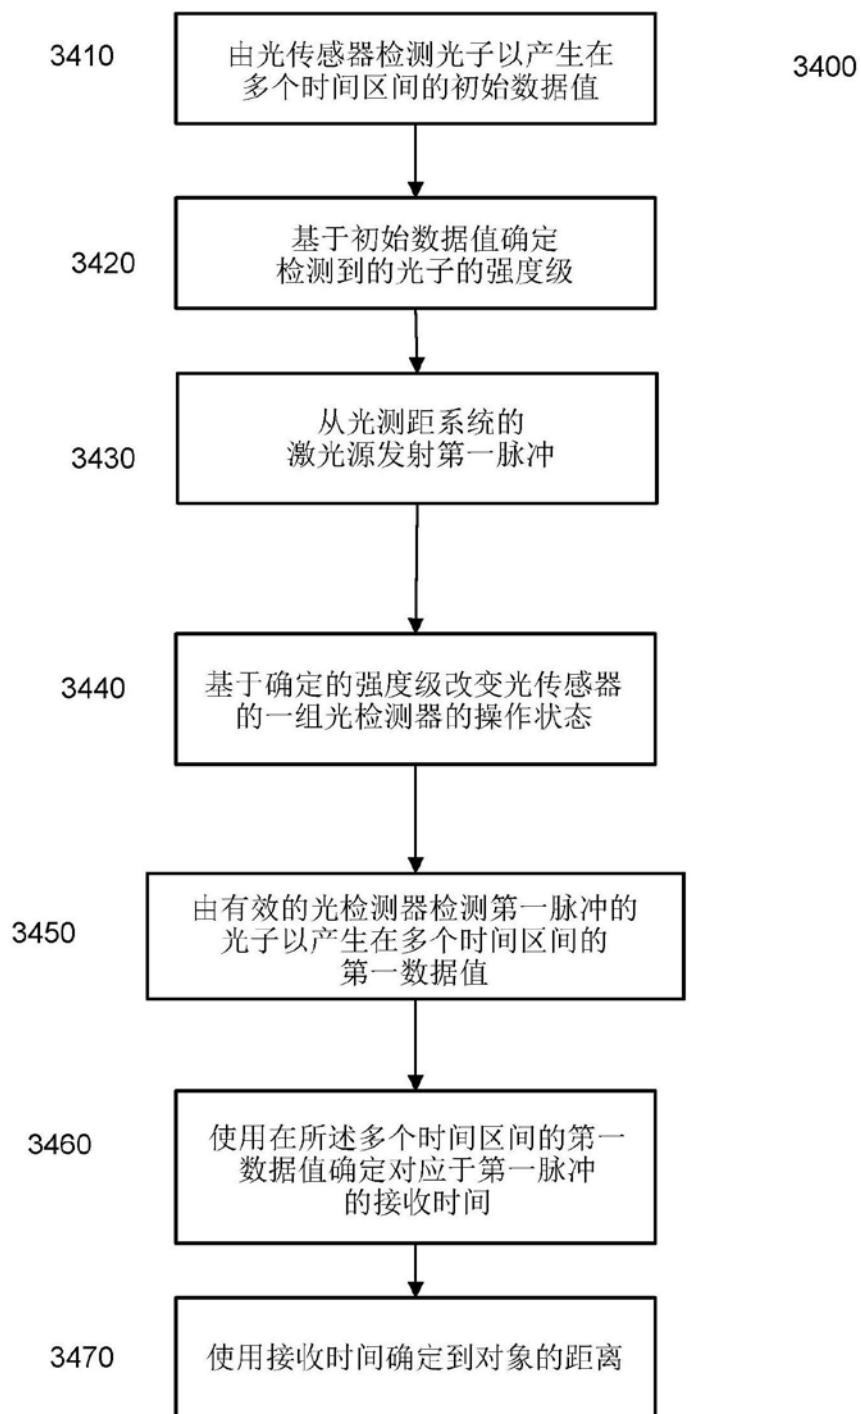 3410
由光传感器检测光子以产生在
多个时间区间的初始数据值
3400
3420
基于初始数据值确定
检测到的光子的强度级
3430
从光测距系统的
激光源发射第一脉冲
3440
基于确定的强度级改变光传感器
的一组光检测器的操作状态
3450
由有效的光检测器检测第一脉冲的
光子以产生在多个时间区间的
第一数据值
3460
使用在所述多个时间区间的第一
数据值确定对应于第一脉冲
的接收时间
3470
使用接收时间确定到对象的距离